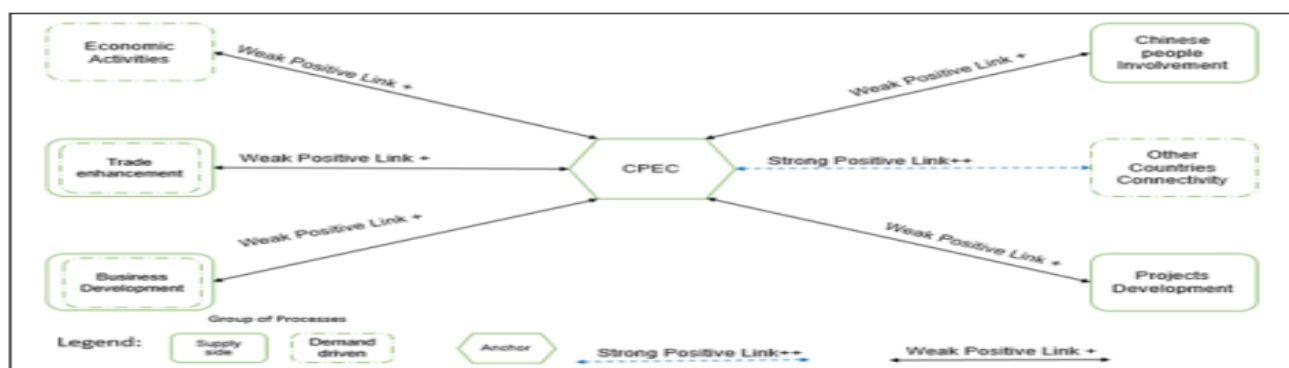 Economic
Activities
Weak Positive Link +
Weak Positive Link +
Chinese
people
Involvement
Trade
enhancement
Weak Positive Link +
CPEC
Strong Positive Link++
Other
Countries
Connectivity
Weak Positive Link +
Weak Positive Link +
Business
Development
Projects
Development
Group of Processes
Legend:
Supply
side
Demand
driven
Anchor
Strong Positive Link++
Weak Positive Link +